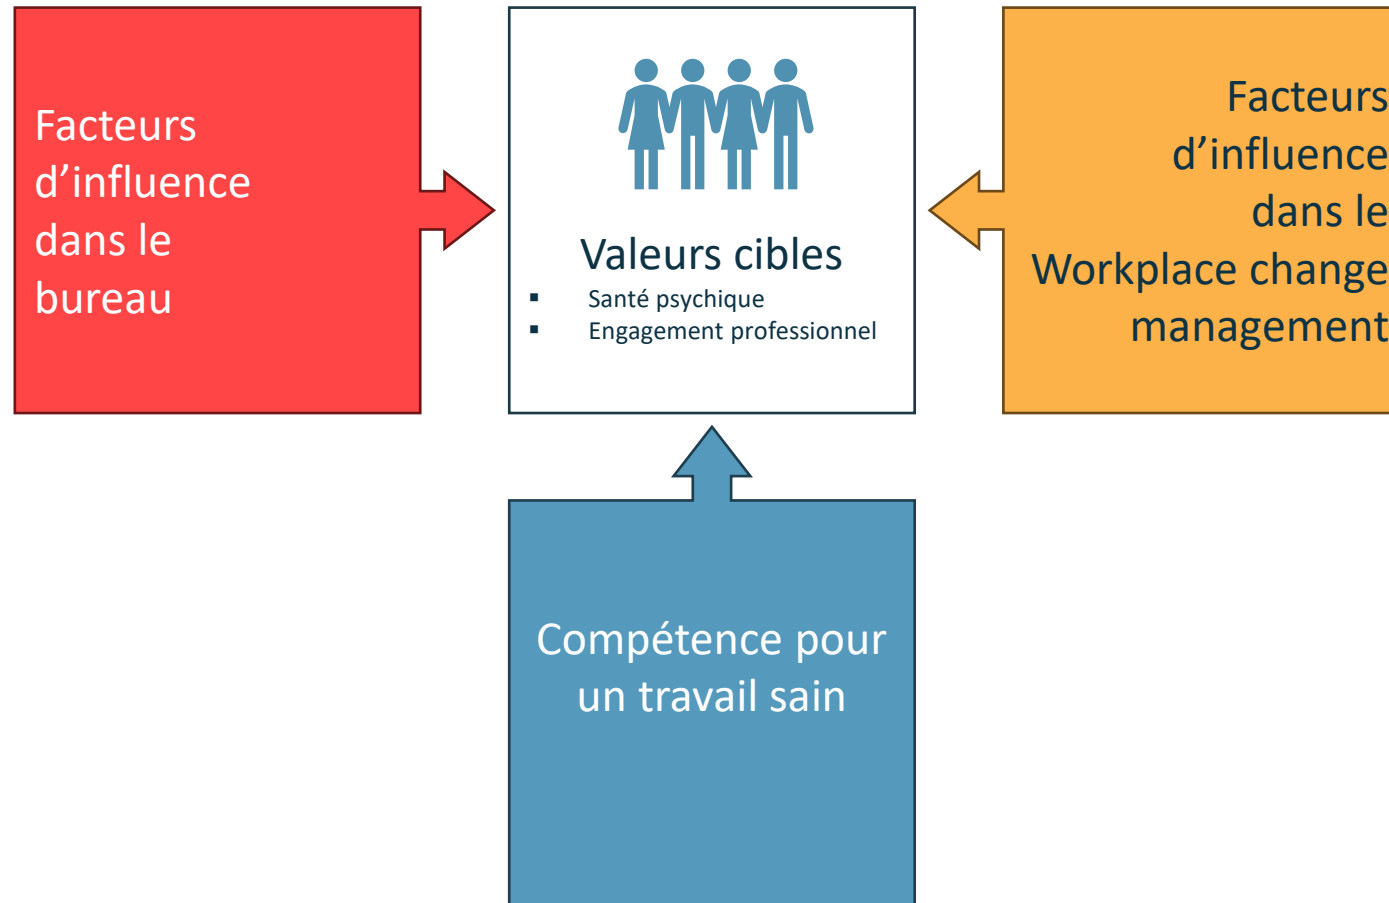 Facteurs
d’influence
dans le
bureau
Valeurs cibles
▪ Santé psychique
▪ Engagement professionnel
Facteurs
d’influence
dans le
Workplace change
management
Compétence pour
un travail sain